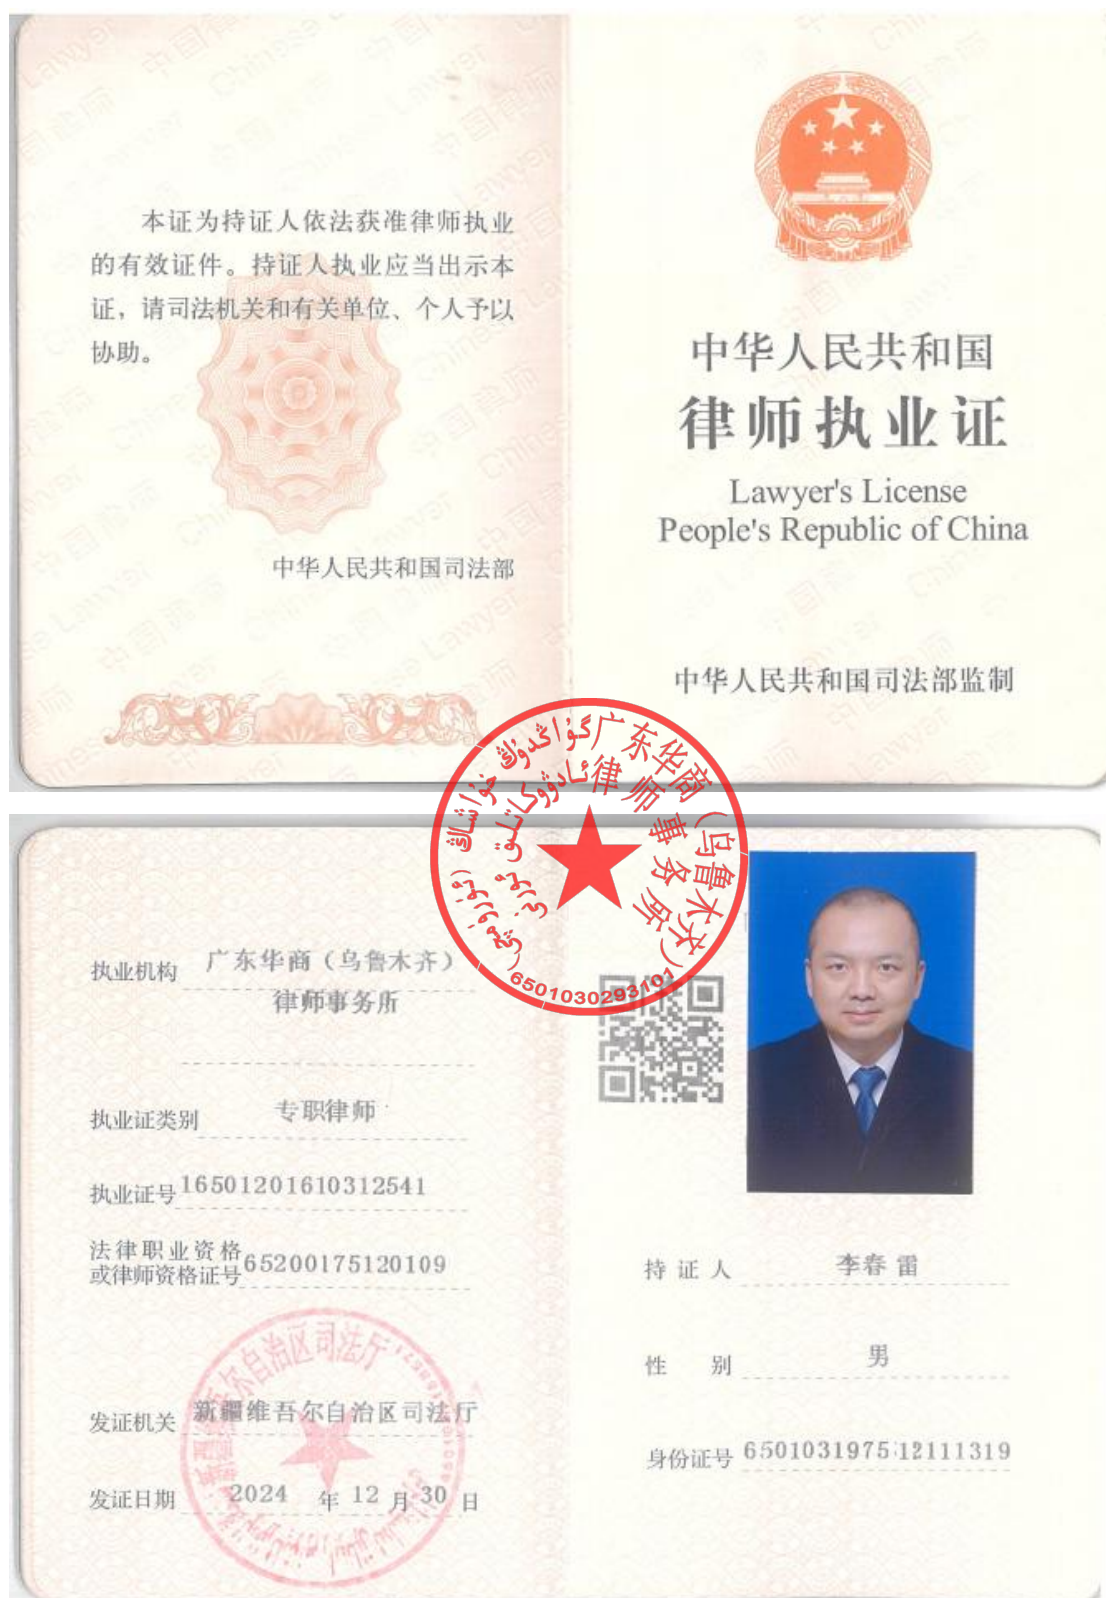 本证为持证人依法获准律师执业
的有效证件。持证人执业应当出示本
证，请司法机关和有关单位、个人予以
协助。
中华人民共和国司法部
中华人民共和国
律师执业证
Lawyer's License
People's Republic of China
中华人民共和国司法部监制
广东华商（乌鲁木齐）
律师事务所
6501030293101
执业机构 广东华商（乌鲁木齐）
律师事务所
执业证类别 专职律师
执业证号 16501201610312541
法律职业资格
或律师资格证号 65200175120109
发证机关 新疆维吾尔自治区司法厅
发证日期 2024 年 12 月 30 日
持证人 李春雷
性别 男
身份证号 650103197512111319